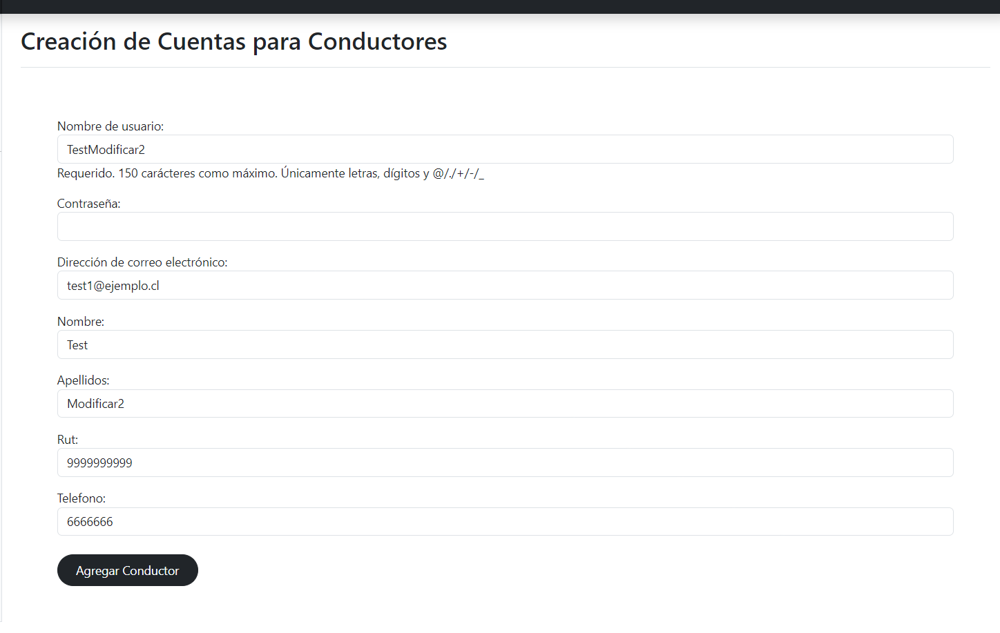 Creación de Cuentas para Conductores
Nombre de usuario:
TestModificar2
Requerido. 150 carácteres como máximo. Únicamente letras, dígitos y @/./+/-/_
Contraseña:
Dirección de correo electrónico:
test1@ejemplo.cl
Nombre:
Test
Apellidos:
Modificar2
Rut:
9999999999
Telefono:
6666666
Agregar Conductor